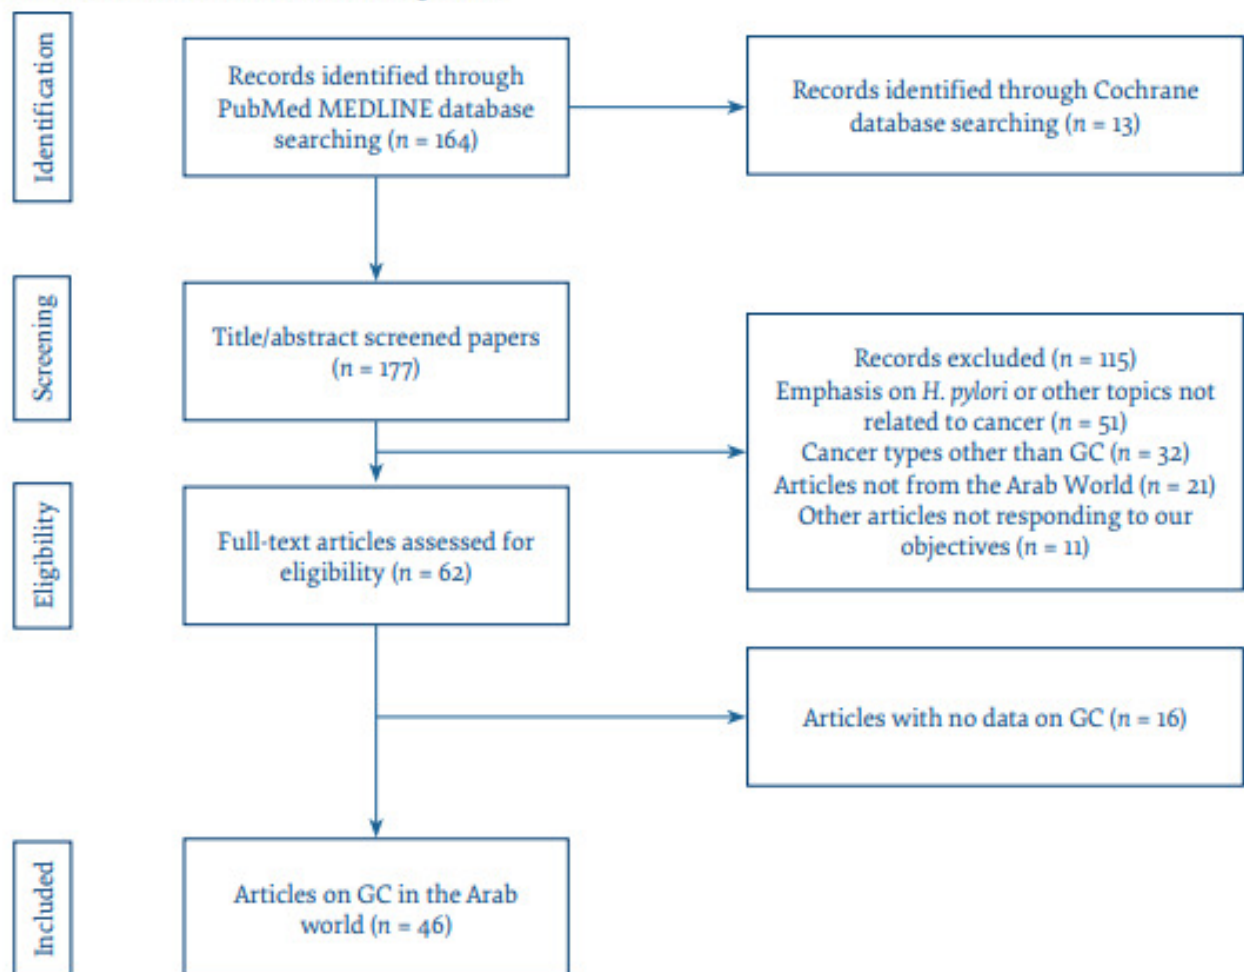 Identification
Records identified through
PubMed MEDLINE database
searching (n = 164)
Records identified through Cochrane
database searching (n = 13)
Screening
Title/abstract screened papers
(n = 177)
Records excluded (n = 115)
Emphasis on H. pylori or other topics not
related to cancer (n = 51)
Cancer types other than GC (n = 32)
Articles not from the Arab World (n = 21)
Other articles not responding to our
objectives (n = 11)
Eligibility
Full-text articles assessed for
eligibility (n = 62)
Articles with no data on GC (n = 16)
Included
Articles on GC in the Arab
world (n = 46)